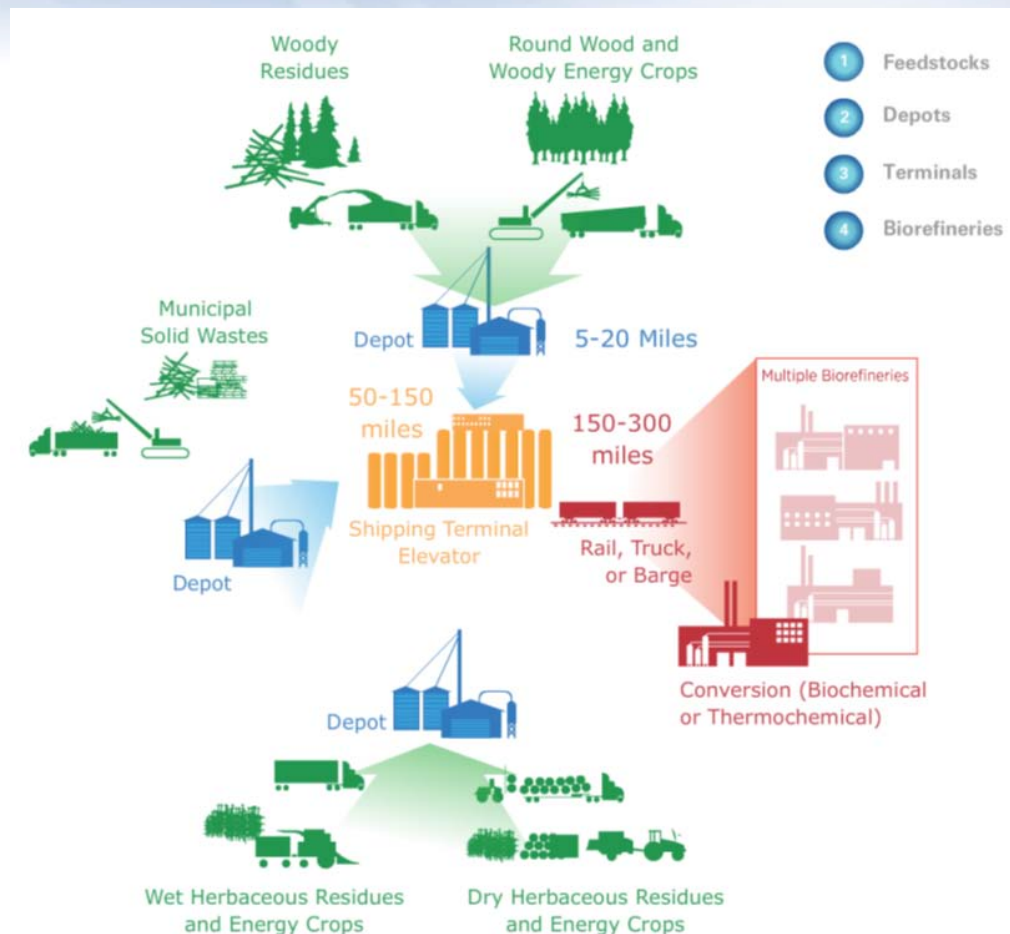 Woody
Residues
Round Wood and
Woody Energy Crops
1 Feedstocks
2 Depots
3 Terminals
4 Biorefineries
Municipal
Solid Wastes
Depot
5-20 Miles
50-150
miles
150-300
miles
Multiple Biorefineries
Shipping Terminal
Elevator
Rail, Truck,
or Barge
Depot
Conversion (Biochemical
or Thermochemical)
Depot
Wet Herbaceous Residues
and Energy Crops
Dry Herbaceous Residues
and Energy Crops